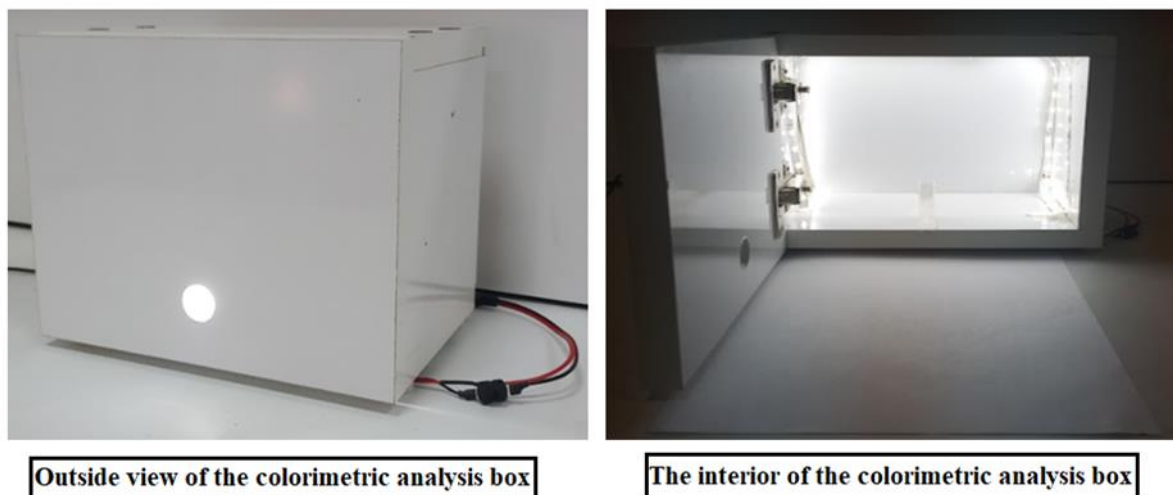 Outside view of the colorimetric analysis box
The interior of the colorimetric analysis box